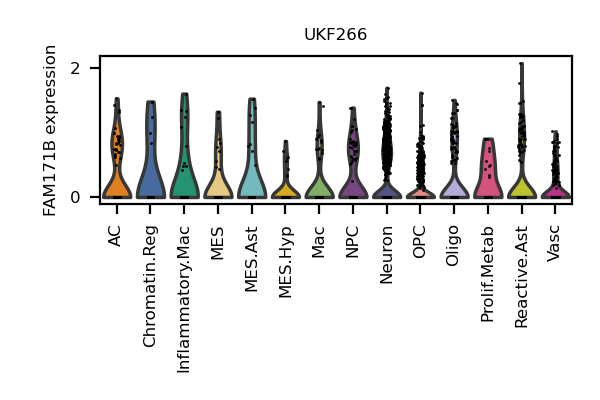 UKF266
FAM171B expression
2
0
AC
Chromatin.Reg
Inflammatory.Mac
MES
MES.Ast
MES.Hyp
Mac
NPC
Neuron
OPC
Oligo
Prolif.Metab
Reactive.Ast
Vasc